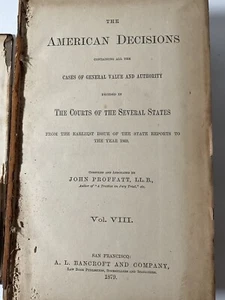 THE
AMERICAN DECISIONS
CONTAINING ALL THE
CASES OF GENERAL VALUE AND AUTHORITY
DECIDED IN
THE COURTS OF THE SEVERAL STATES
FROM THE EARLIEST ISSUE OF THE STATE REPORTS TO
THE YEAR 1869.
COMPILED AND ANNOTATED BY
JOHN PROFFATT, LL. B.,
Author of "A Treatise on Jury Trial," etc.
VOL. VIII.
SAN FRANCISCO:
A. L. BANCROFT AND COMPANY,
LAW BOOK PUBLISHERS, BOOKSELLERS AND STATIONERS.
1879.